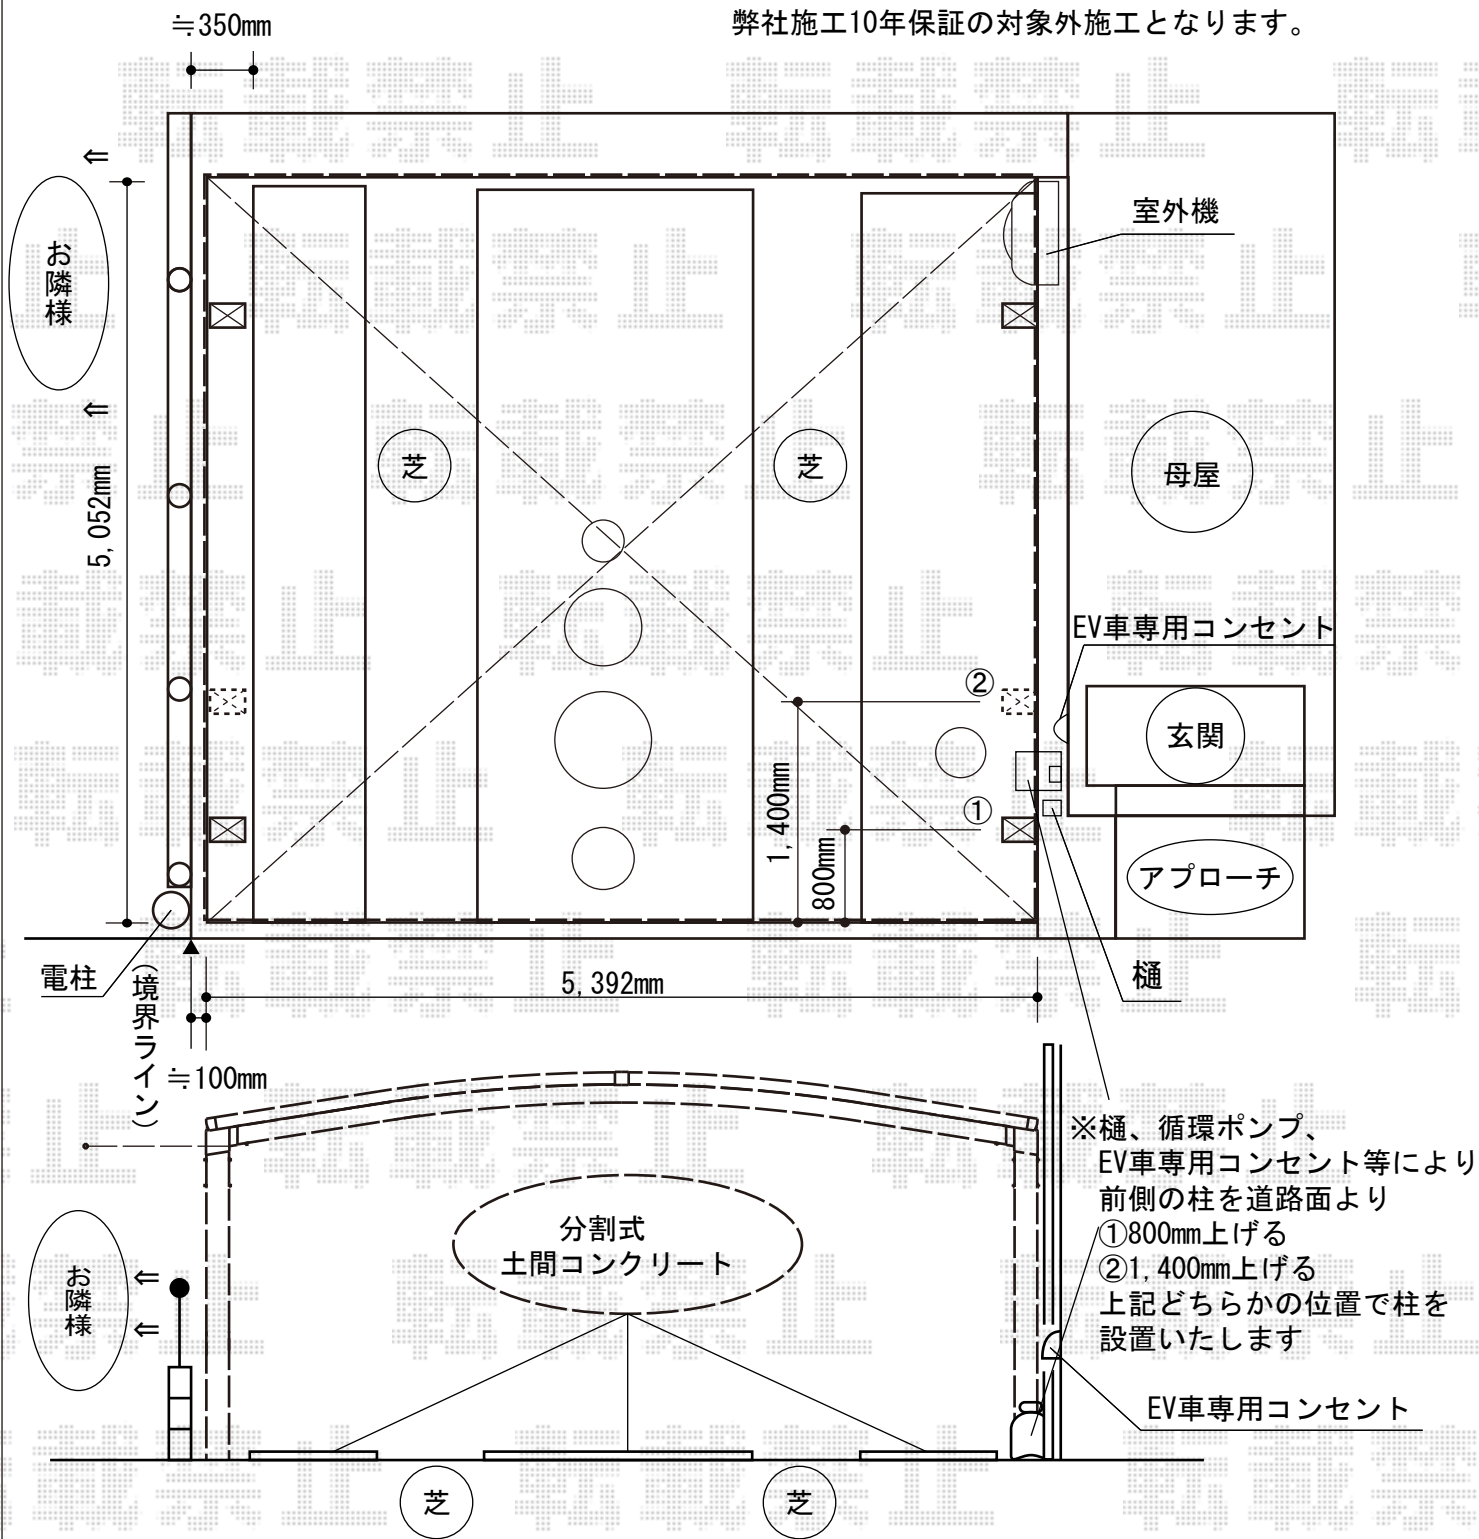 ≒350mm
弊社施工10年保証の対象外施工となります。
転載禁止
⇐
お隣様
室外機
⇐
5,052mm
芝
芝
母屋
EV車専用コンセント
②
玄関
1,400mm
①
800mm
アプローチ
電柱
(境界ライン)
5,392mm
樋
≒100mm
※樋、循環ポンプ、
EV車専用コンセント等により
前側の柱を道路面より
①800mm上げる
②1,400mm上げる
上記どちらかの位置で柱を
設置いたします
分割式
土間コンクリート
お隣様
⇐
⇐
EV車専用コンセント
芝
芝